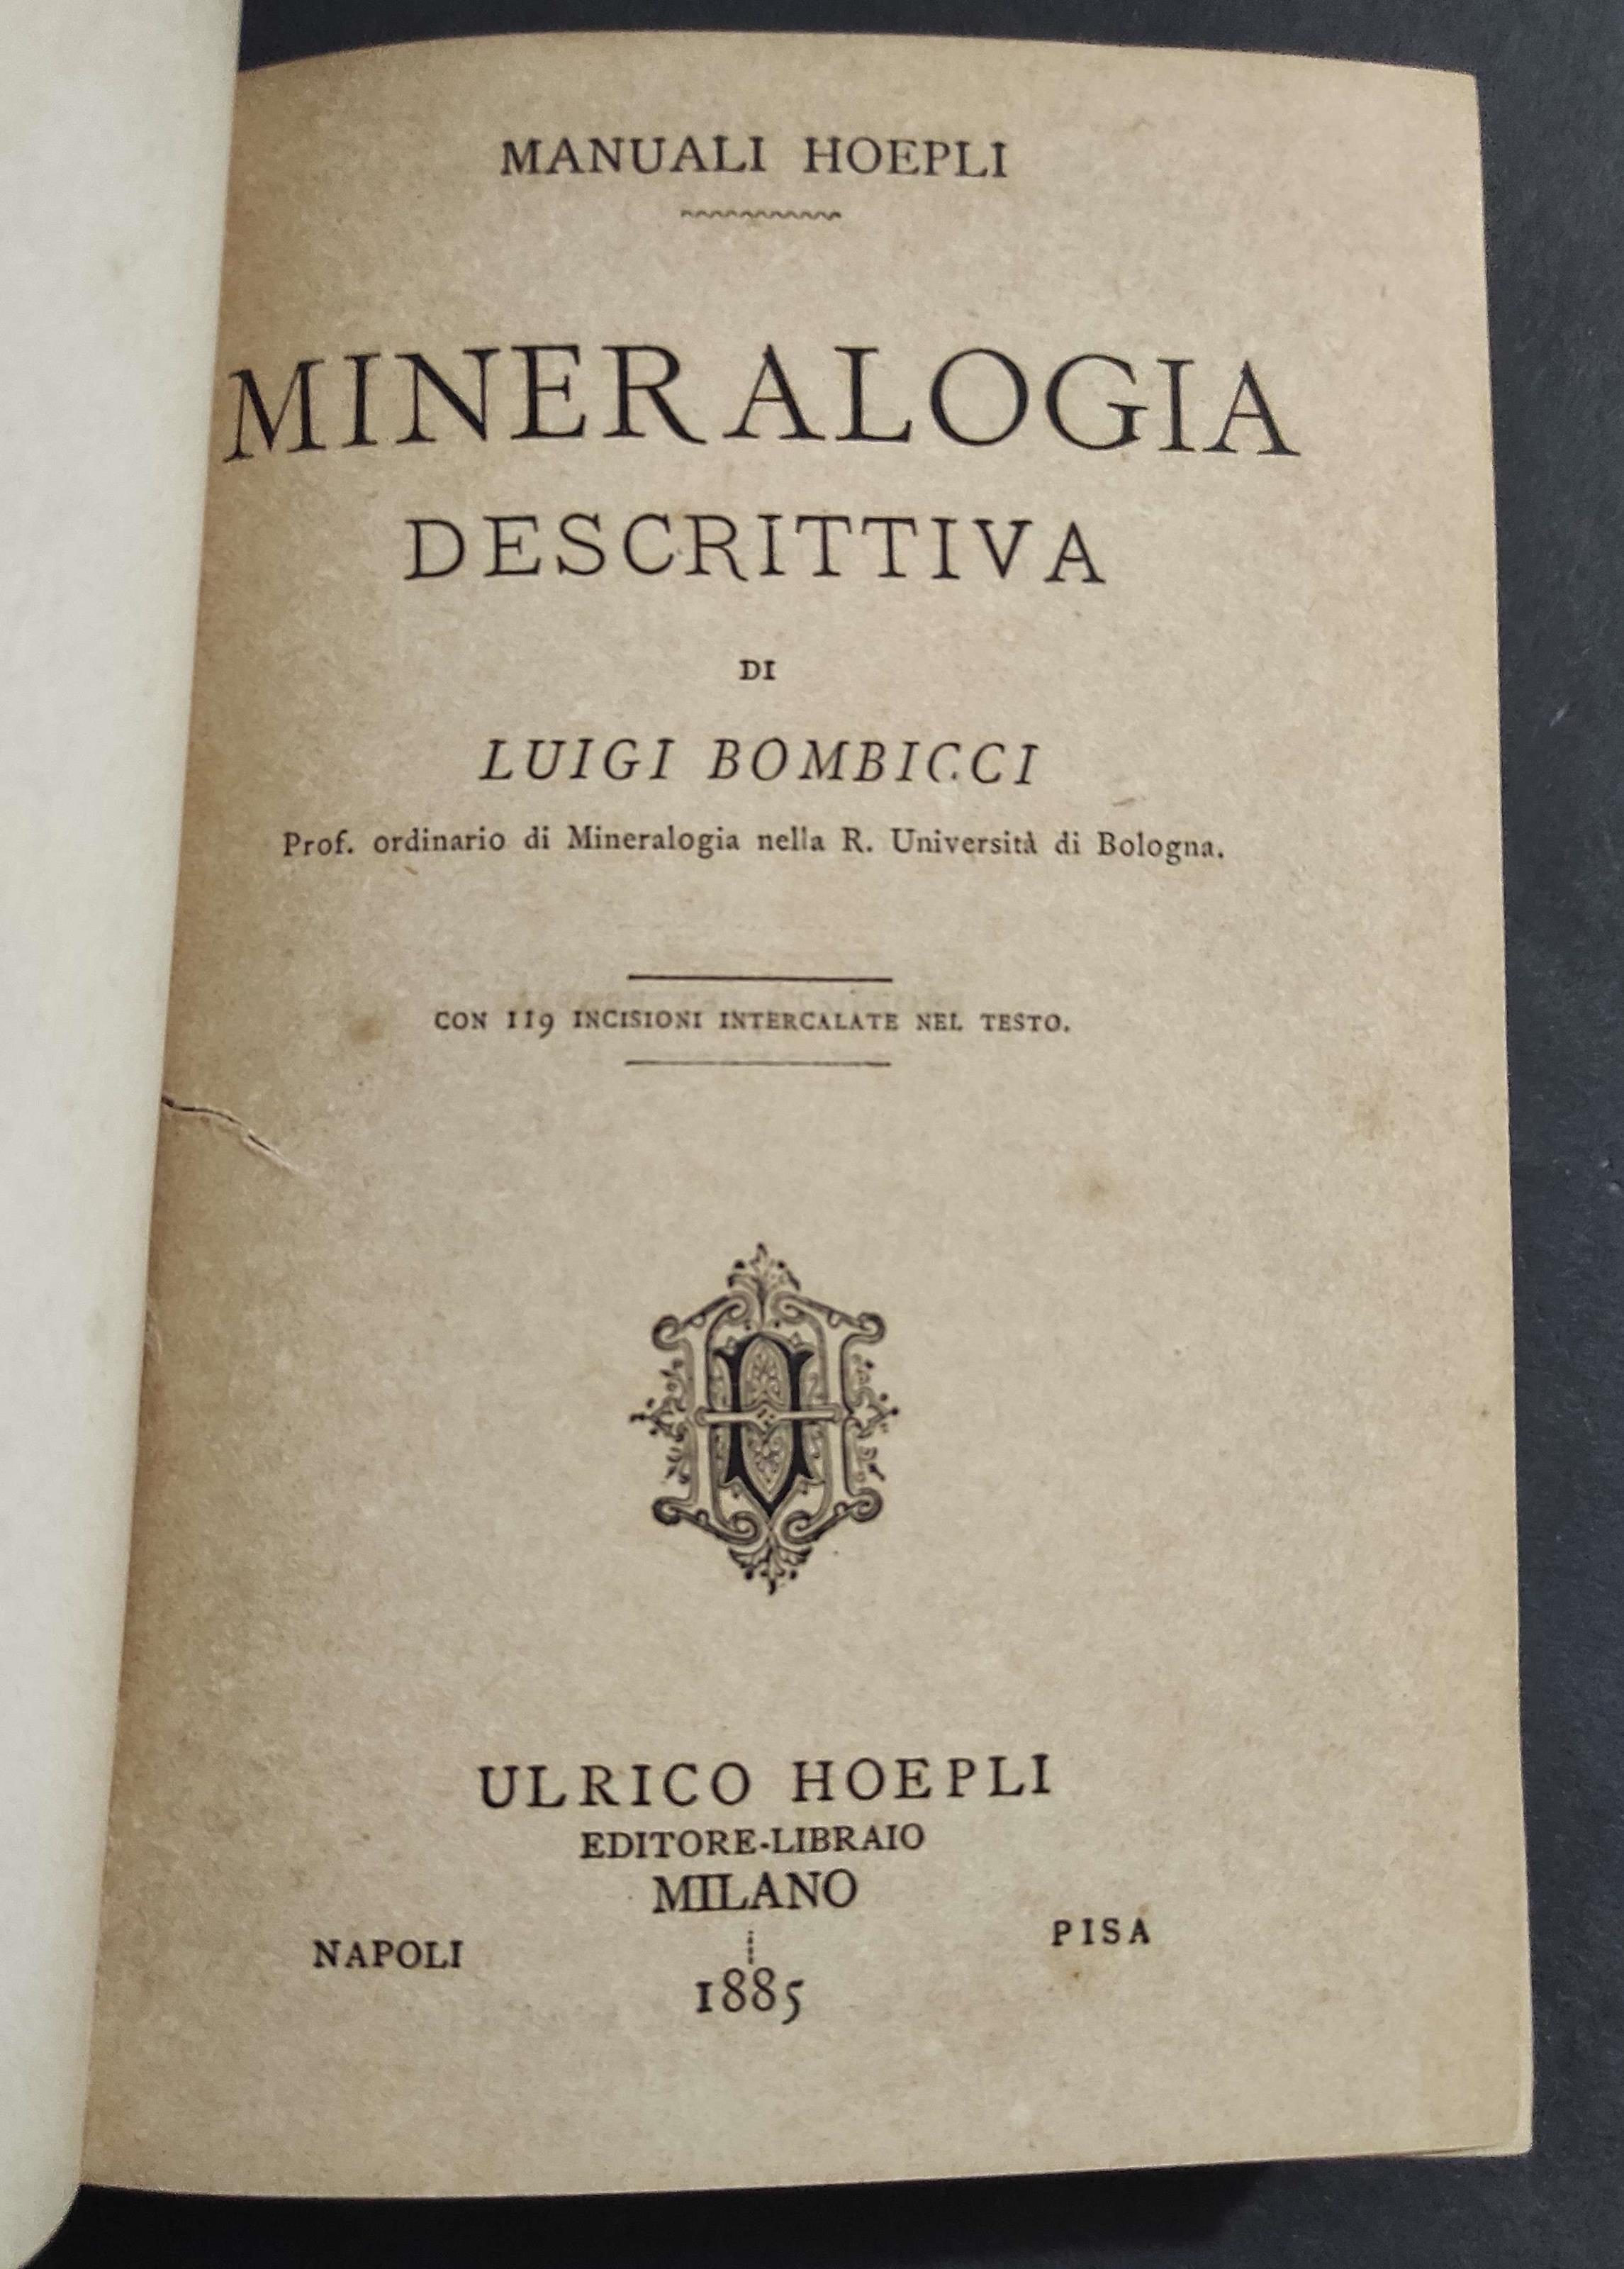 MANUALI HOEPLI
MINERALOGIA
DESCRITTIVA
DI
LUIGI BOMBICCI
Prof. ordinario di Mineralogia nella R. Università di Bologna.
CON 119 INCISIONI INTERCALATE NEL TESTO.
ULRICO HOEPLI
EDITORE-LIBRAIO
MILANO
NAPOLI PISA
1885